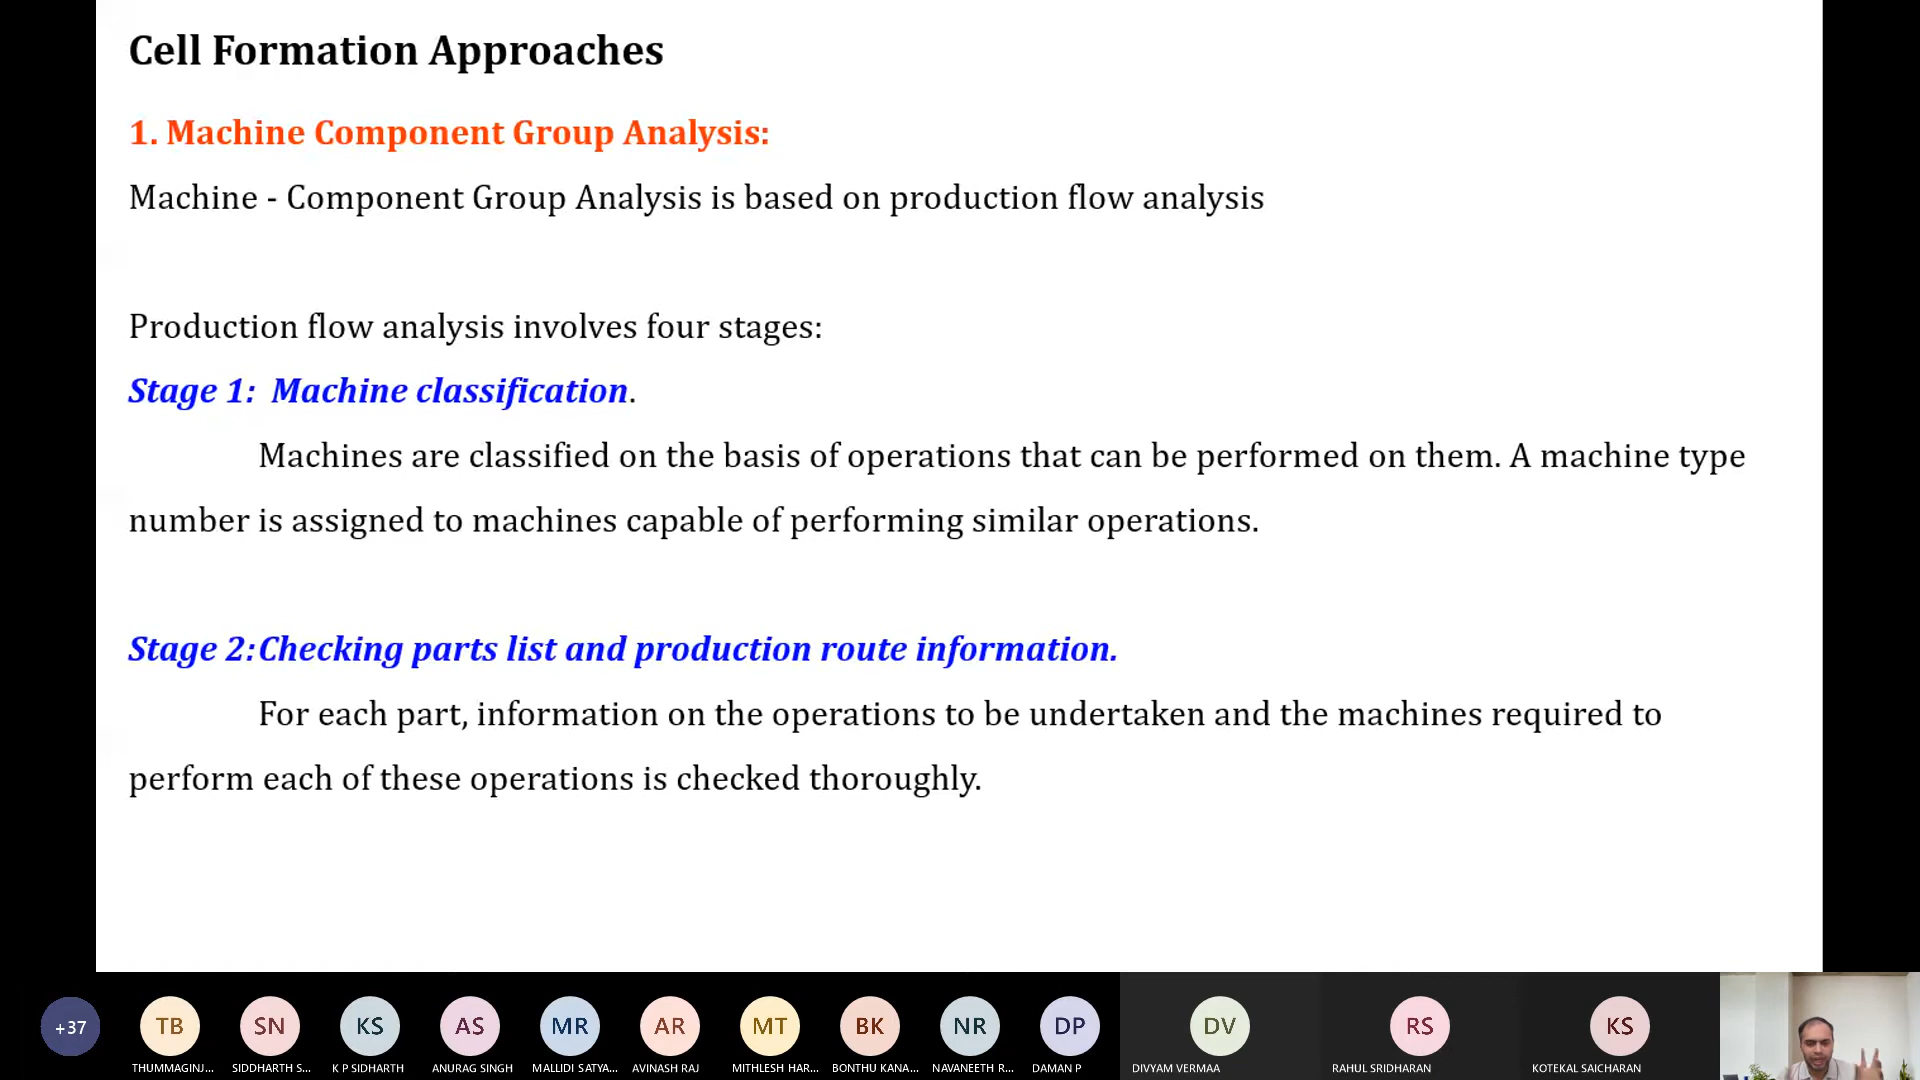 Cell Formation Approaches
1. Machine Component Group Analysis:
Machine - Component Group Analysis is based on production flow analysis
Production flow analysis involves four stages:
Stage 1: Machine classification.
Machines are classified on the basis of operations that can be performed on them. A machine type
number is assigned to machines capable of performing similar operations.
Stage 2: Checking parts list and production route information.
For each part, information on the operations to be undertaken and the machines required to
perform each of these operations is checked thoroughly.
+37 TB SN KS AS MR AR MT BK NR DP DV RS KS
THUMMAGINJ... SIDDHARTH S... K P SIDHARTH ANURAG SINGH MALLIDI SATYA... AVINASH RAJ MITHLESH HAR... BONTHU KANA... NAVANEETH R... DAMAN P DIVYAM VERMAA RAHUL SRIDHARAN KOTEKAL SAICHARAN